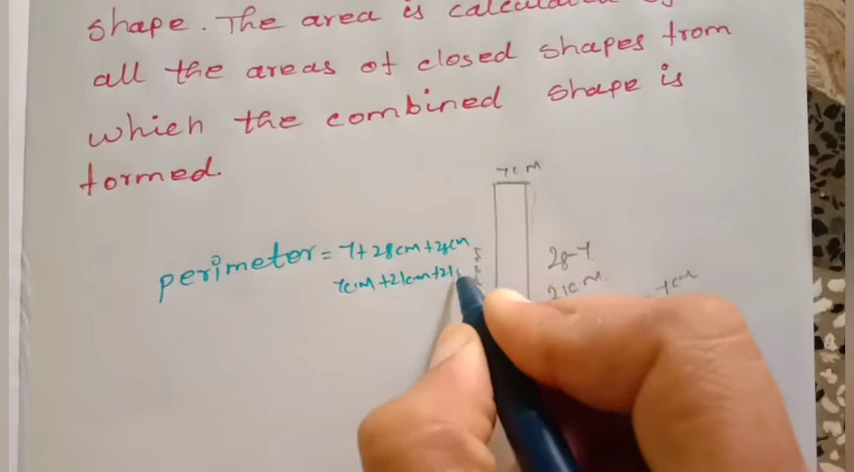 shape. The area is calculated
all the areas of closed shapes from
which the combined shape is
formed.
7cm
perimeter = 7+28cm+28cm
7cm+21cm+21
28-7
21cm.
7cm